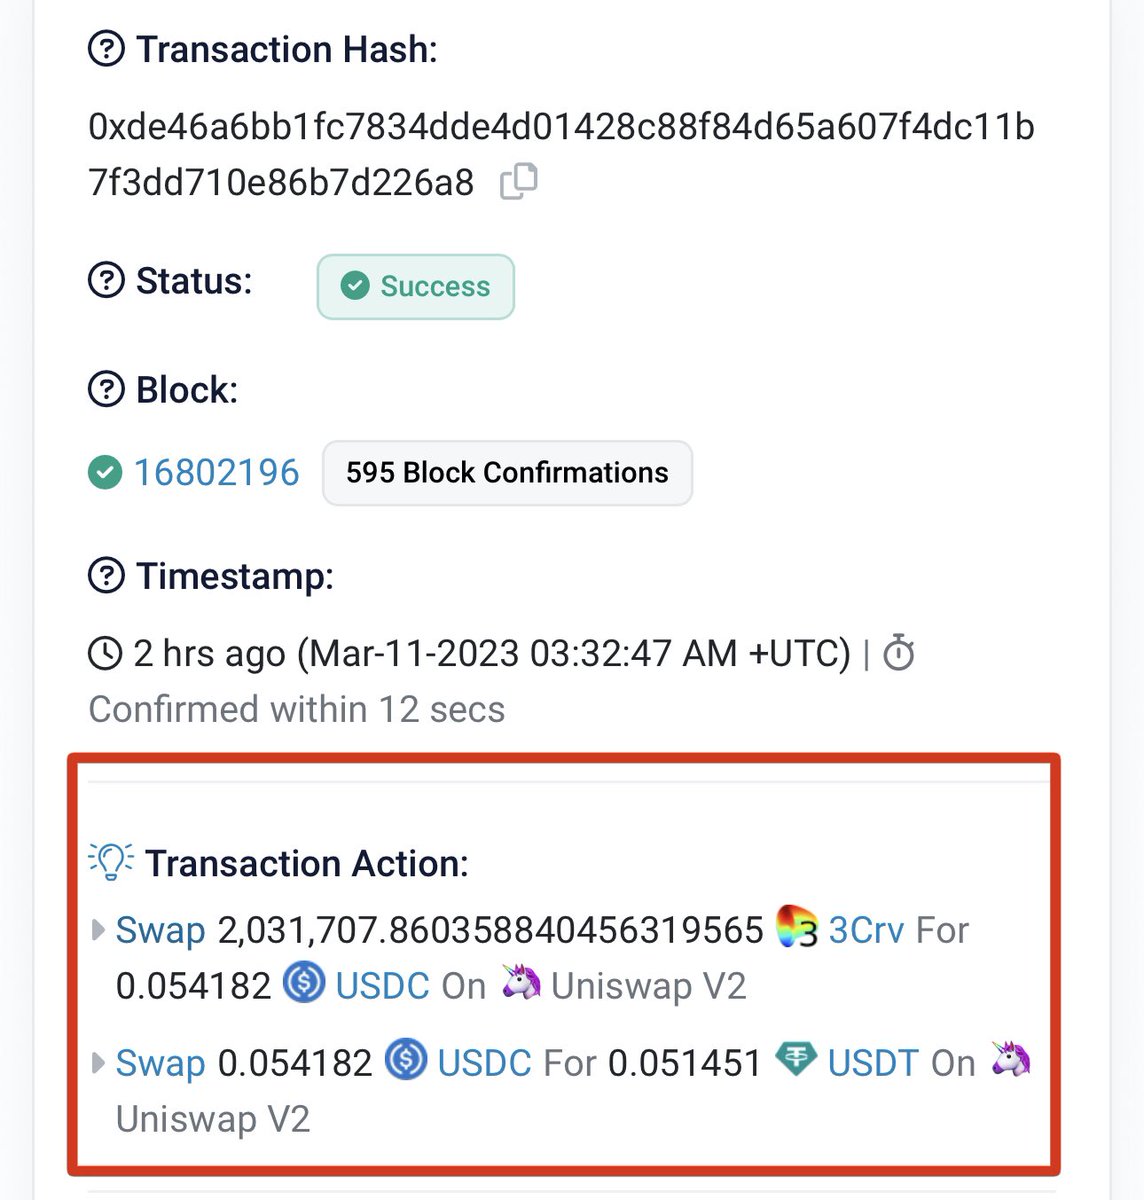 Transaction Hash:
0xde46a6bb1fc7834dde4d01428c88f84d65a607f4dc11b
7f3dd710e86b7d226a8
Status: Success
Block:
16802196 595 Block Confirmations
Timestamp:
2 hrs ago (Mar-11-2023 03:32:47 AM +UTC) |
Confirmed within 12 secs
Transaction Action:
Swap 2,031,707.860358840456319565 3Crv For
0.054182 USDC On Uniswap V2
Swap 0.054182 USDC For 0.051451 USDT On
Uniswap V2